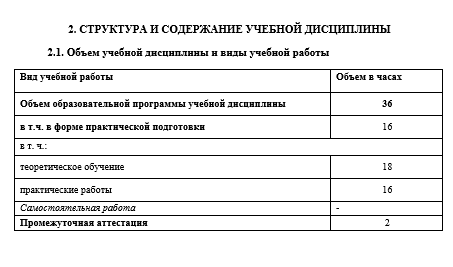 2. СТРУКТУРА И СОДЕРЖАНИЕ УЧЕБНОЙ ДИСЦИПЛИНЫ
2.1. Объем учебной дисциплины и виды учебной работы
Вид учебной работы Объем в часах
Объем образовательной программы учебной дисциплины 36
в т.ч. в форме практической подготовки 16
в т. ч.:
теоретическое обучение 18
практические работы 16
Самостоятельная работа -
Промежуточная аттестация 2